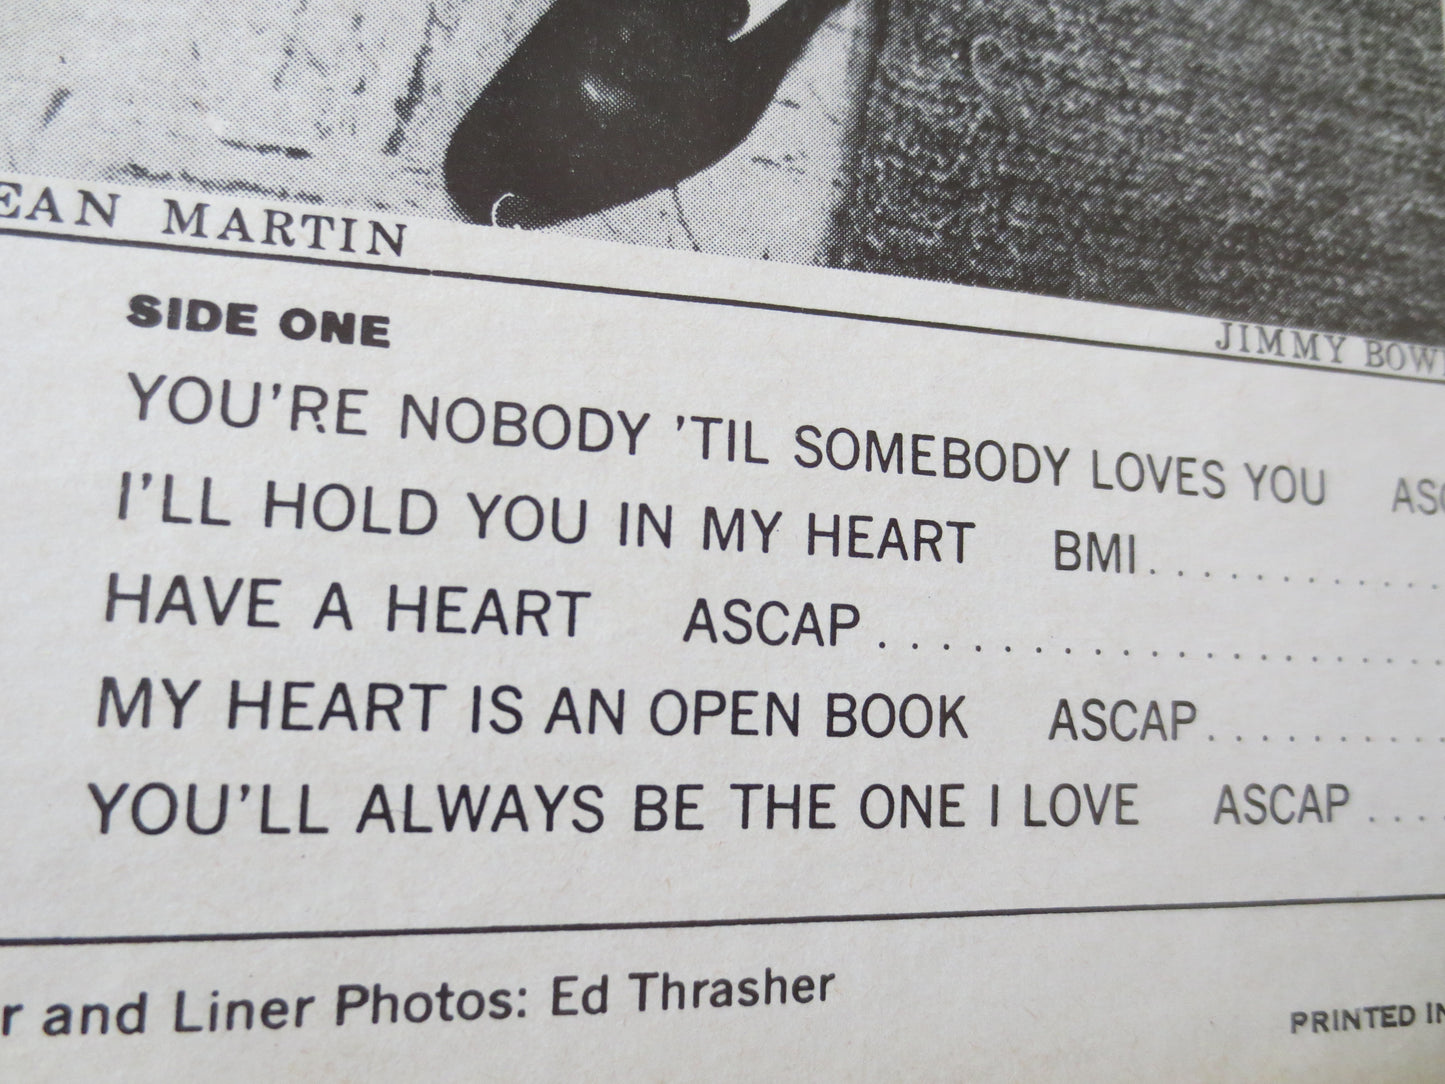 EAN MARTIN
JIMMY BOW
SIDE ONE
YOU'RE NOBODY 'TIL SOMEBODY LOVES YOU ASC
I'LL HOLD YOU IN MY HEART BMI..............
HAVE A HEART ASCAP....................
MY HEART IS AN OPEN BOOK ASCAP..........
YOU'LL ALWAYS BE THE ONE I LOVE ASCAP....
r and Liner Photos: Ed Thrasher
PRINTED IN